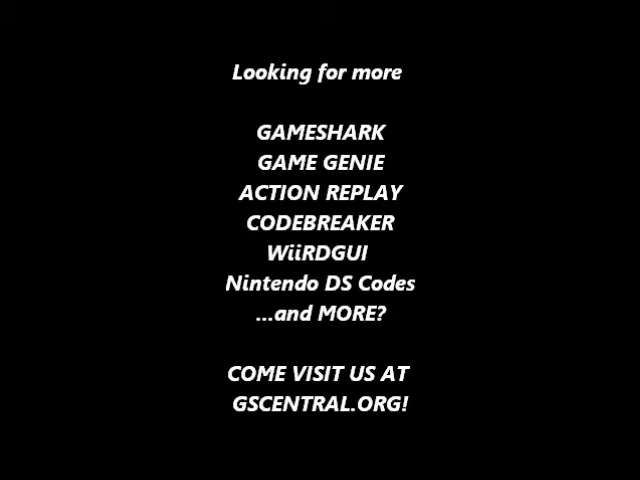 Looking for more
GAMESHARK
GAME GENIE
ACTION REPLAY
CODEBREAKER
WiiRDGUI
Nintendo DS Codes
...and MORE?
COME VISIT US AT
GSCENTRAL.ORG!